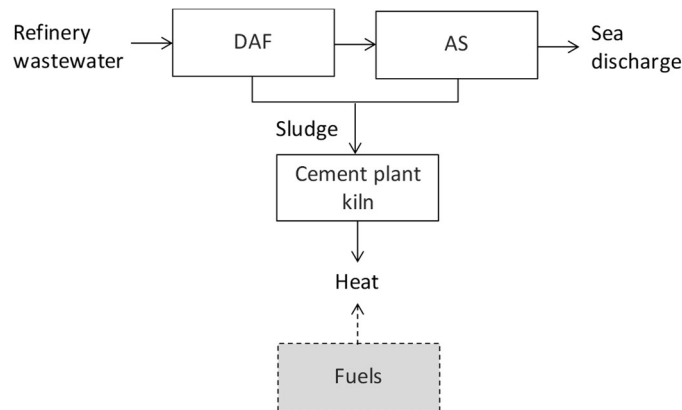 Refinery
wastewater
DAF
AS
Sea
discharge
Sludge
Cement plant
kiln
Heat
Fuels